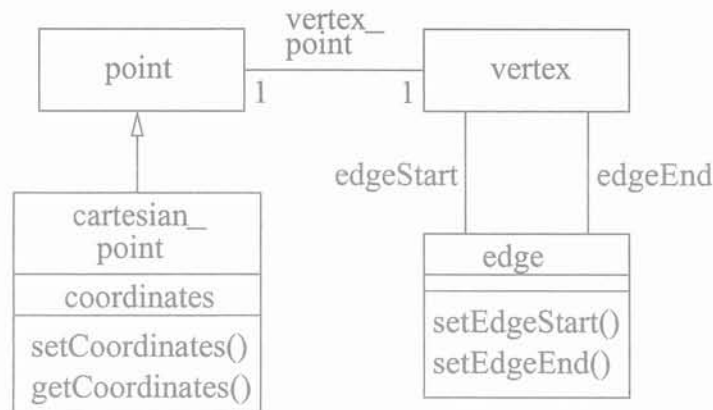 vertex_
point
point
1
1
vertex
edgeStart
edgeEnd
cartesian_
point
coordinates
setCoordinates()
getCoordinates()
edge
setEdgeStart()
setEdgeEnd()